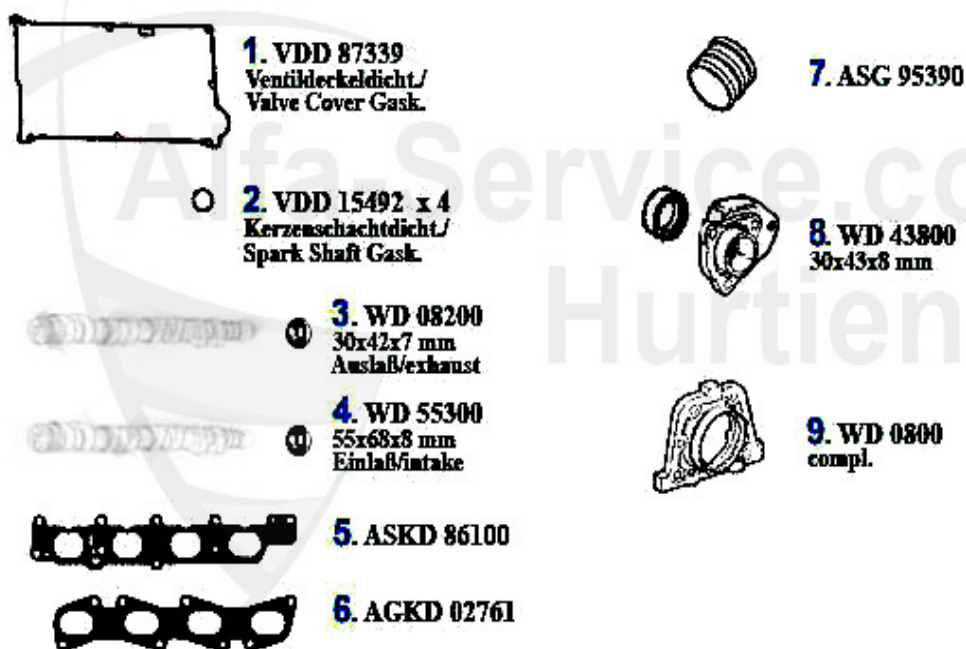 1. VDD 87339
Ventildeckeldicht./
Valve Cover Gask.
2. VDD 15492 x 4
Kerzenschachtdicht./
Spark Shaft Gask.
3. WD 08200
30x42x7 mm
Auslaß/exhaust
4. WD 55300
55x68x8 mm
Einlaß/intake
5. ASKD 86100
6. AGKD 02761
7. ASG 95390
8. WD 43800
30x43x8 mm
9. WD 0800
compl.
Alfa-Service.co
Hurtien